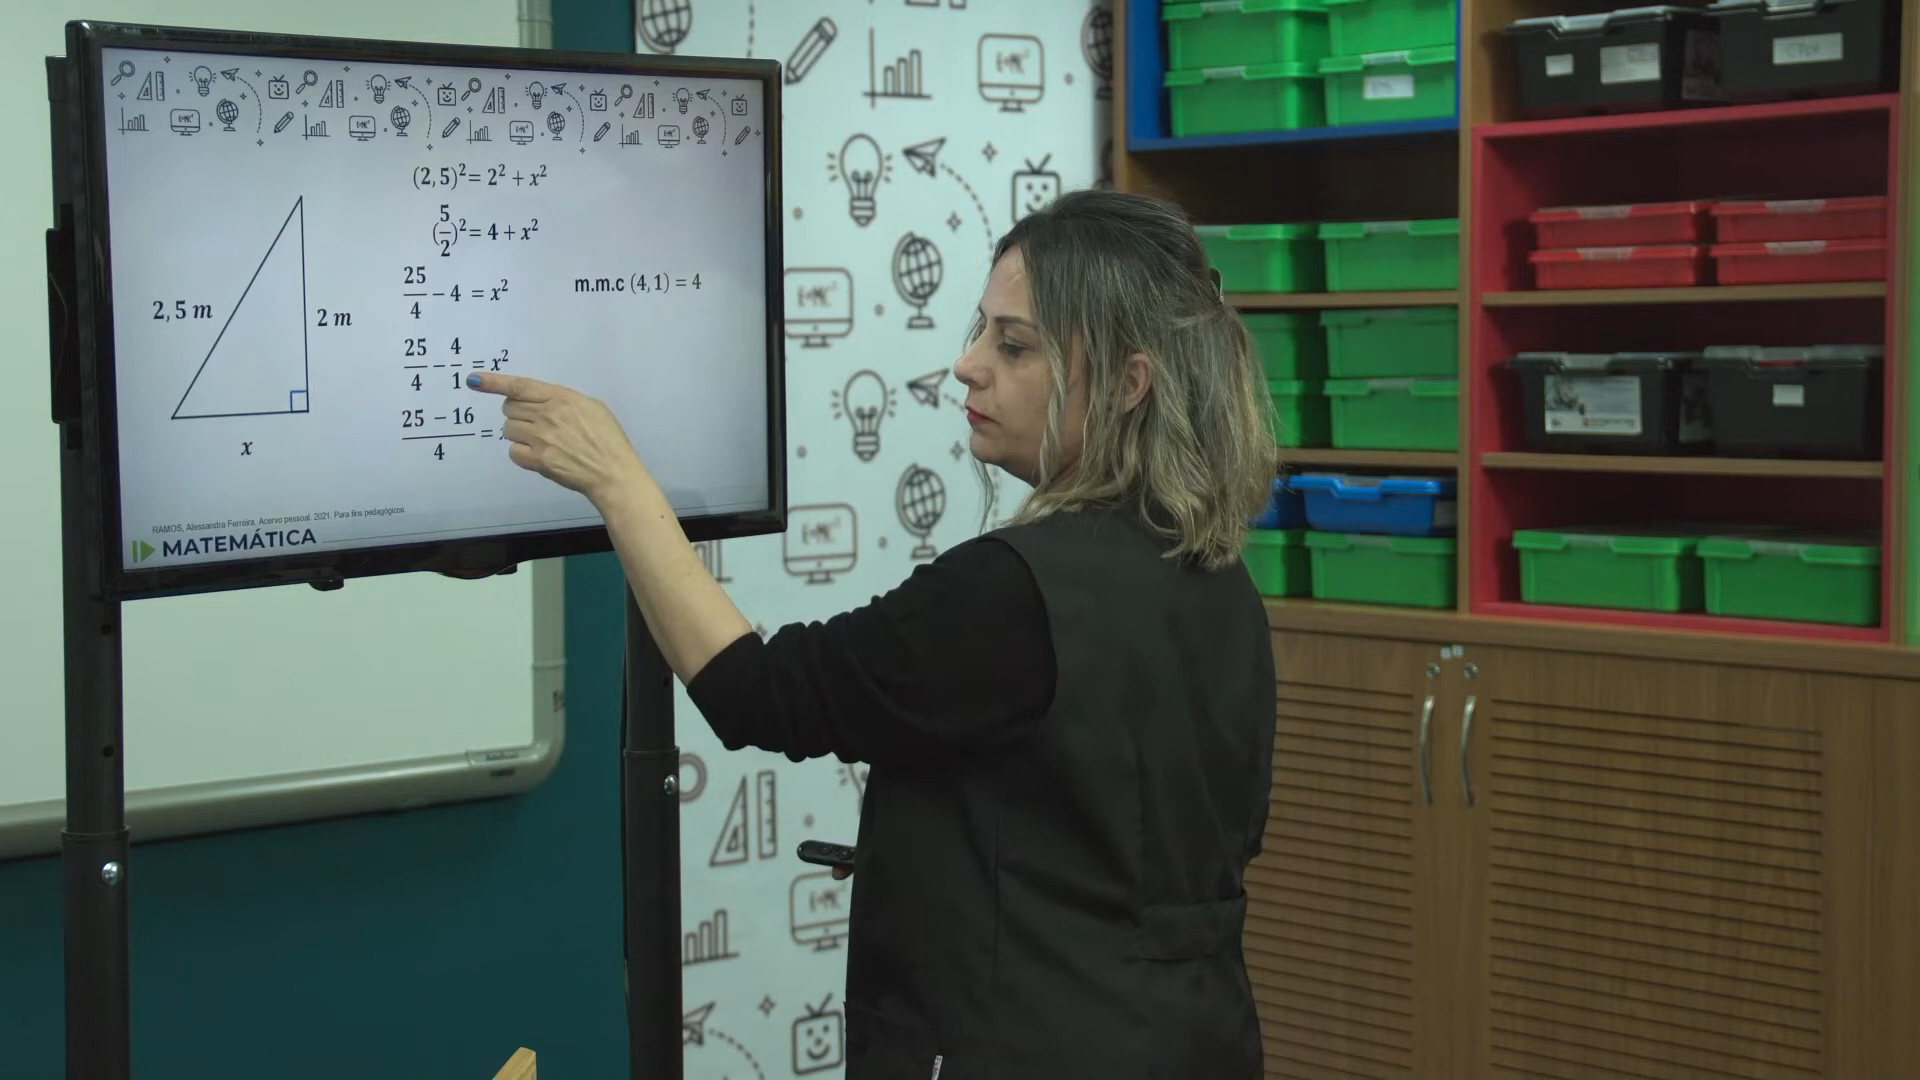 (2,5)² = 2² + x²
(5/2)² = 4 + x²
25/4 − 4 = x²
m.m.c (4,1) = 4
2,5 m
2 m
25/4 − 4/1 = x²
25 − 16/4 =
x
RAMOS, Alessandra Ferreira. Acervo pessoal. 2021. Para fins pedagógicos.
MATEMÁTICA